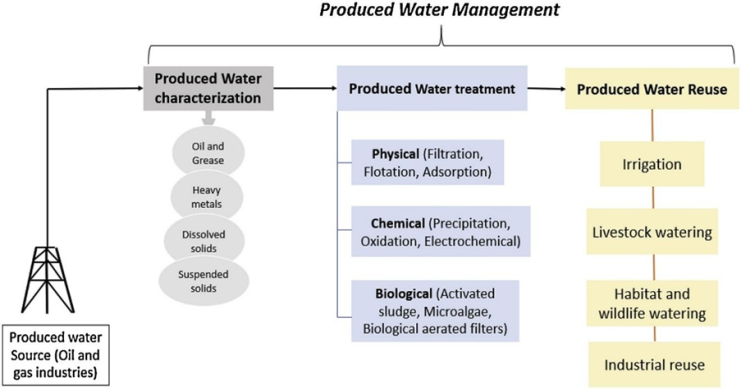 Produced Water Management
Produced Water
characterization
Produced Water treatment
Produced Water Reuse
Oil and
Grease
Heavy
metals
Dissolved
solids
Suspended
solids
Physical (Filtration,
Flotation, Adsorption)
Chemical (Precipitation,
Oxidation, Electrochemical)
Biological (Activated
sludge, Microalgae,
Biological aerated filters)
Irrigation
Livestock watering
Habitat and
wildlife watering
Industrial reuse
Produced water
Source (Oil and
gas industries)